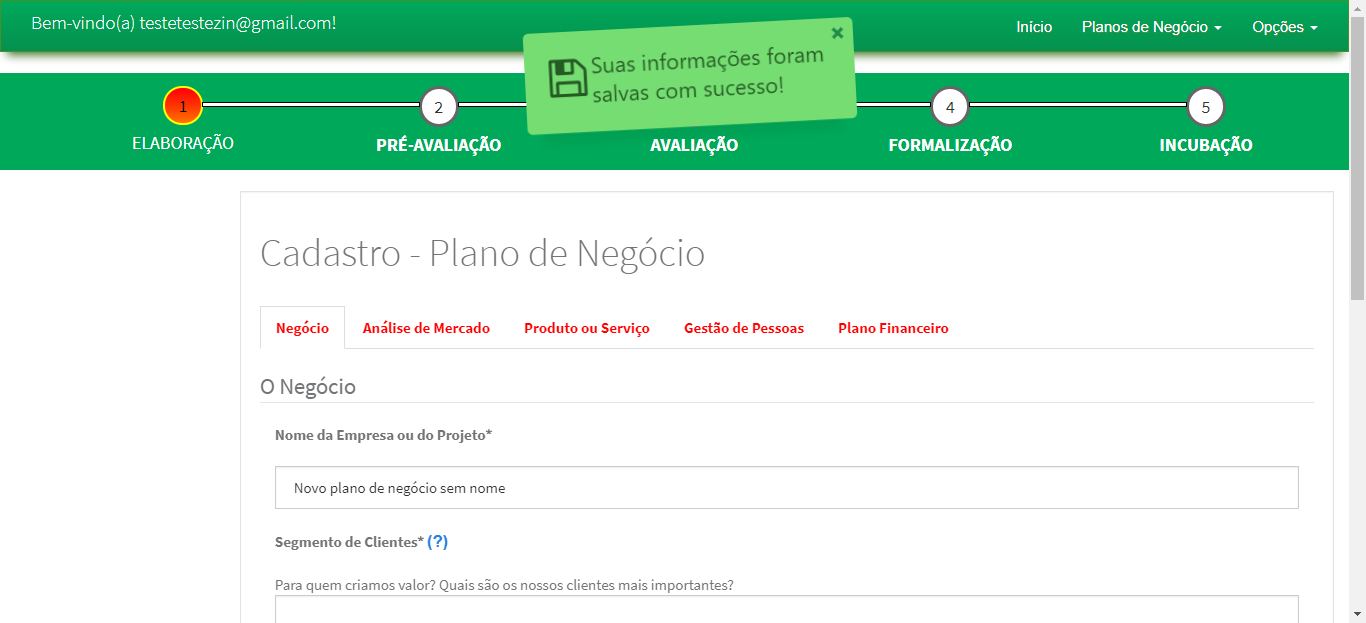 Bem-vindo(a) testetestezin@gmail.com!
Início
Planos de Negócio
Opções
Suas informações foram
salvas com sucesso!
1
2
4
5
ELABORAÇÃO
PRÉ-AVALIAÇÃO
AVALIAÇÃO
FORMALIZAÇÃO
INCUBAÇÃO
Cadastro - Plano de Negócio
Negócio
Análise de Mercado
Produto ou Serviço
Gestão de Pessoas
Plano Financeiro
O Negócio
Nome da Empresa ou do Projeto*
Novo plano de negócio sem nome
Segmento de Clientes* (?)
Para quem criamos valor? Quais são os nossos clientes mais importantes?